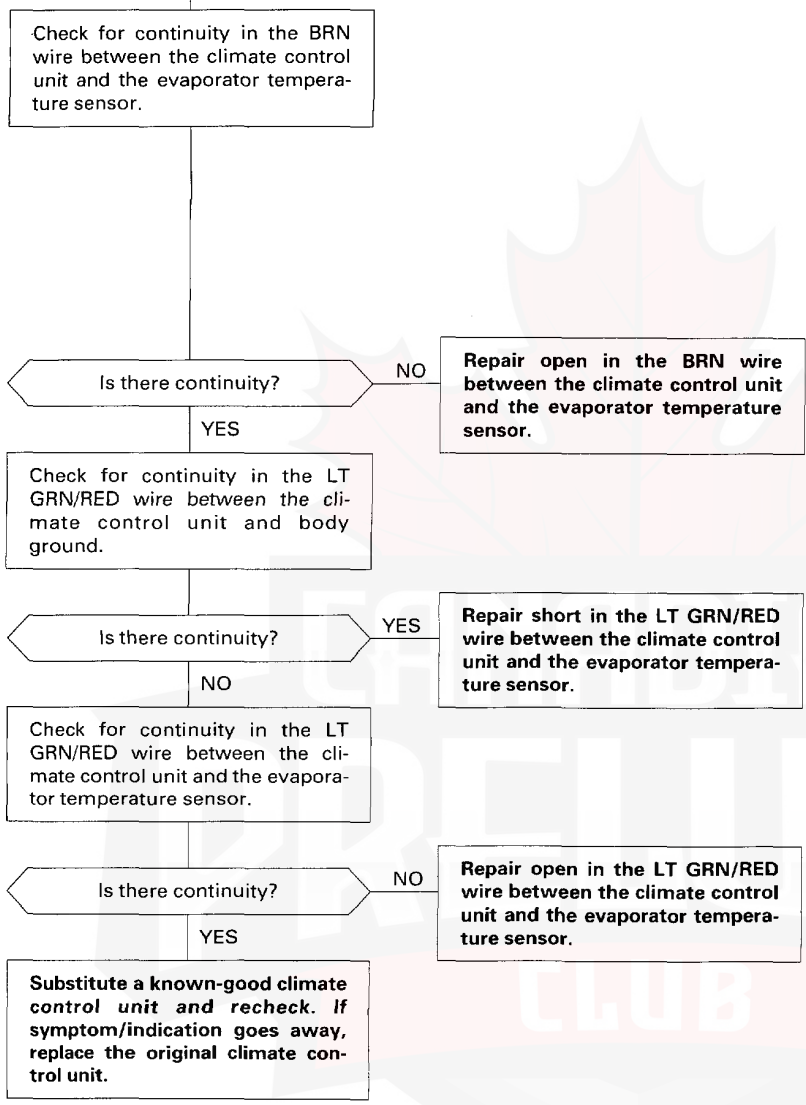 Check for continuity in the BRN
wire between the climate control
unit and the evaporator tempera-
ture sensor.
Is there continuity?
NO
Repair open in the BRN wire
between the climate control unit
and the evaporator temperature
sensor.
YES
Check for continuity in the LT
GRN/RED wire between the cli-
mate control unit and body
ground.
Is there continuity?
YES
Repair short in the LT GRN/RED
wire between the climate control
unit and the evaporator tempera-
ture sensor.
NO
Check for continuity in the LT
GRN/RED wire between the cli-
mate control unit and the evapora-
tor temperature sensor.
Is there continuity?
NO
Repair open in the LT GRN/RED
wire between the climate control
unit and the evaporator tempera-
ture sensor.
YES
Substitute a known-good climate
control unit and recheck. If
symptom/indication goes away,
replace the original climate con-
trol unit.
CLUB